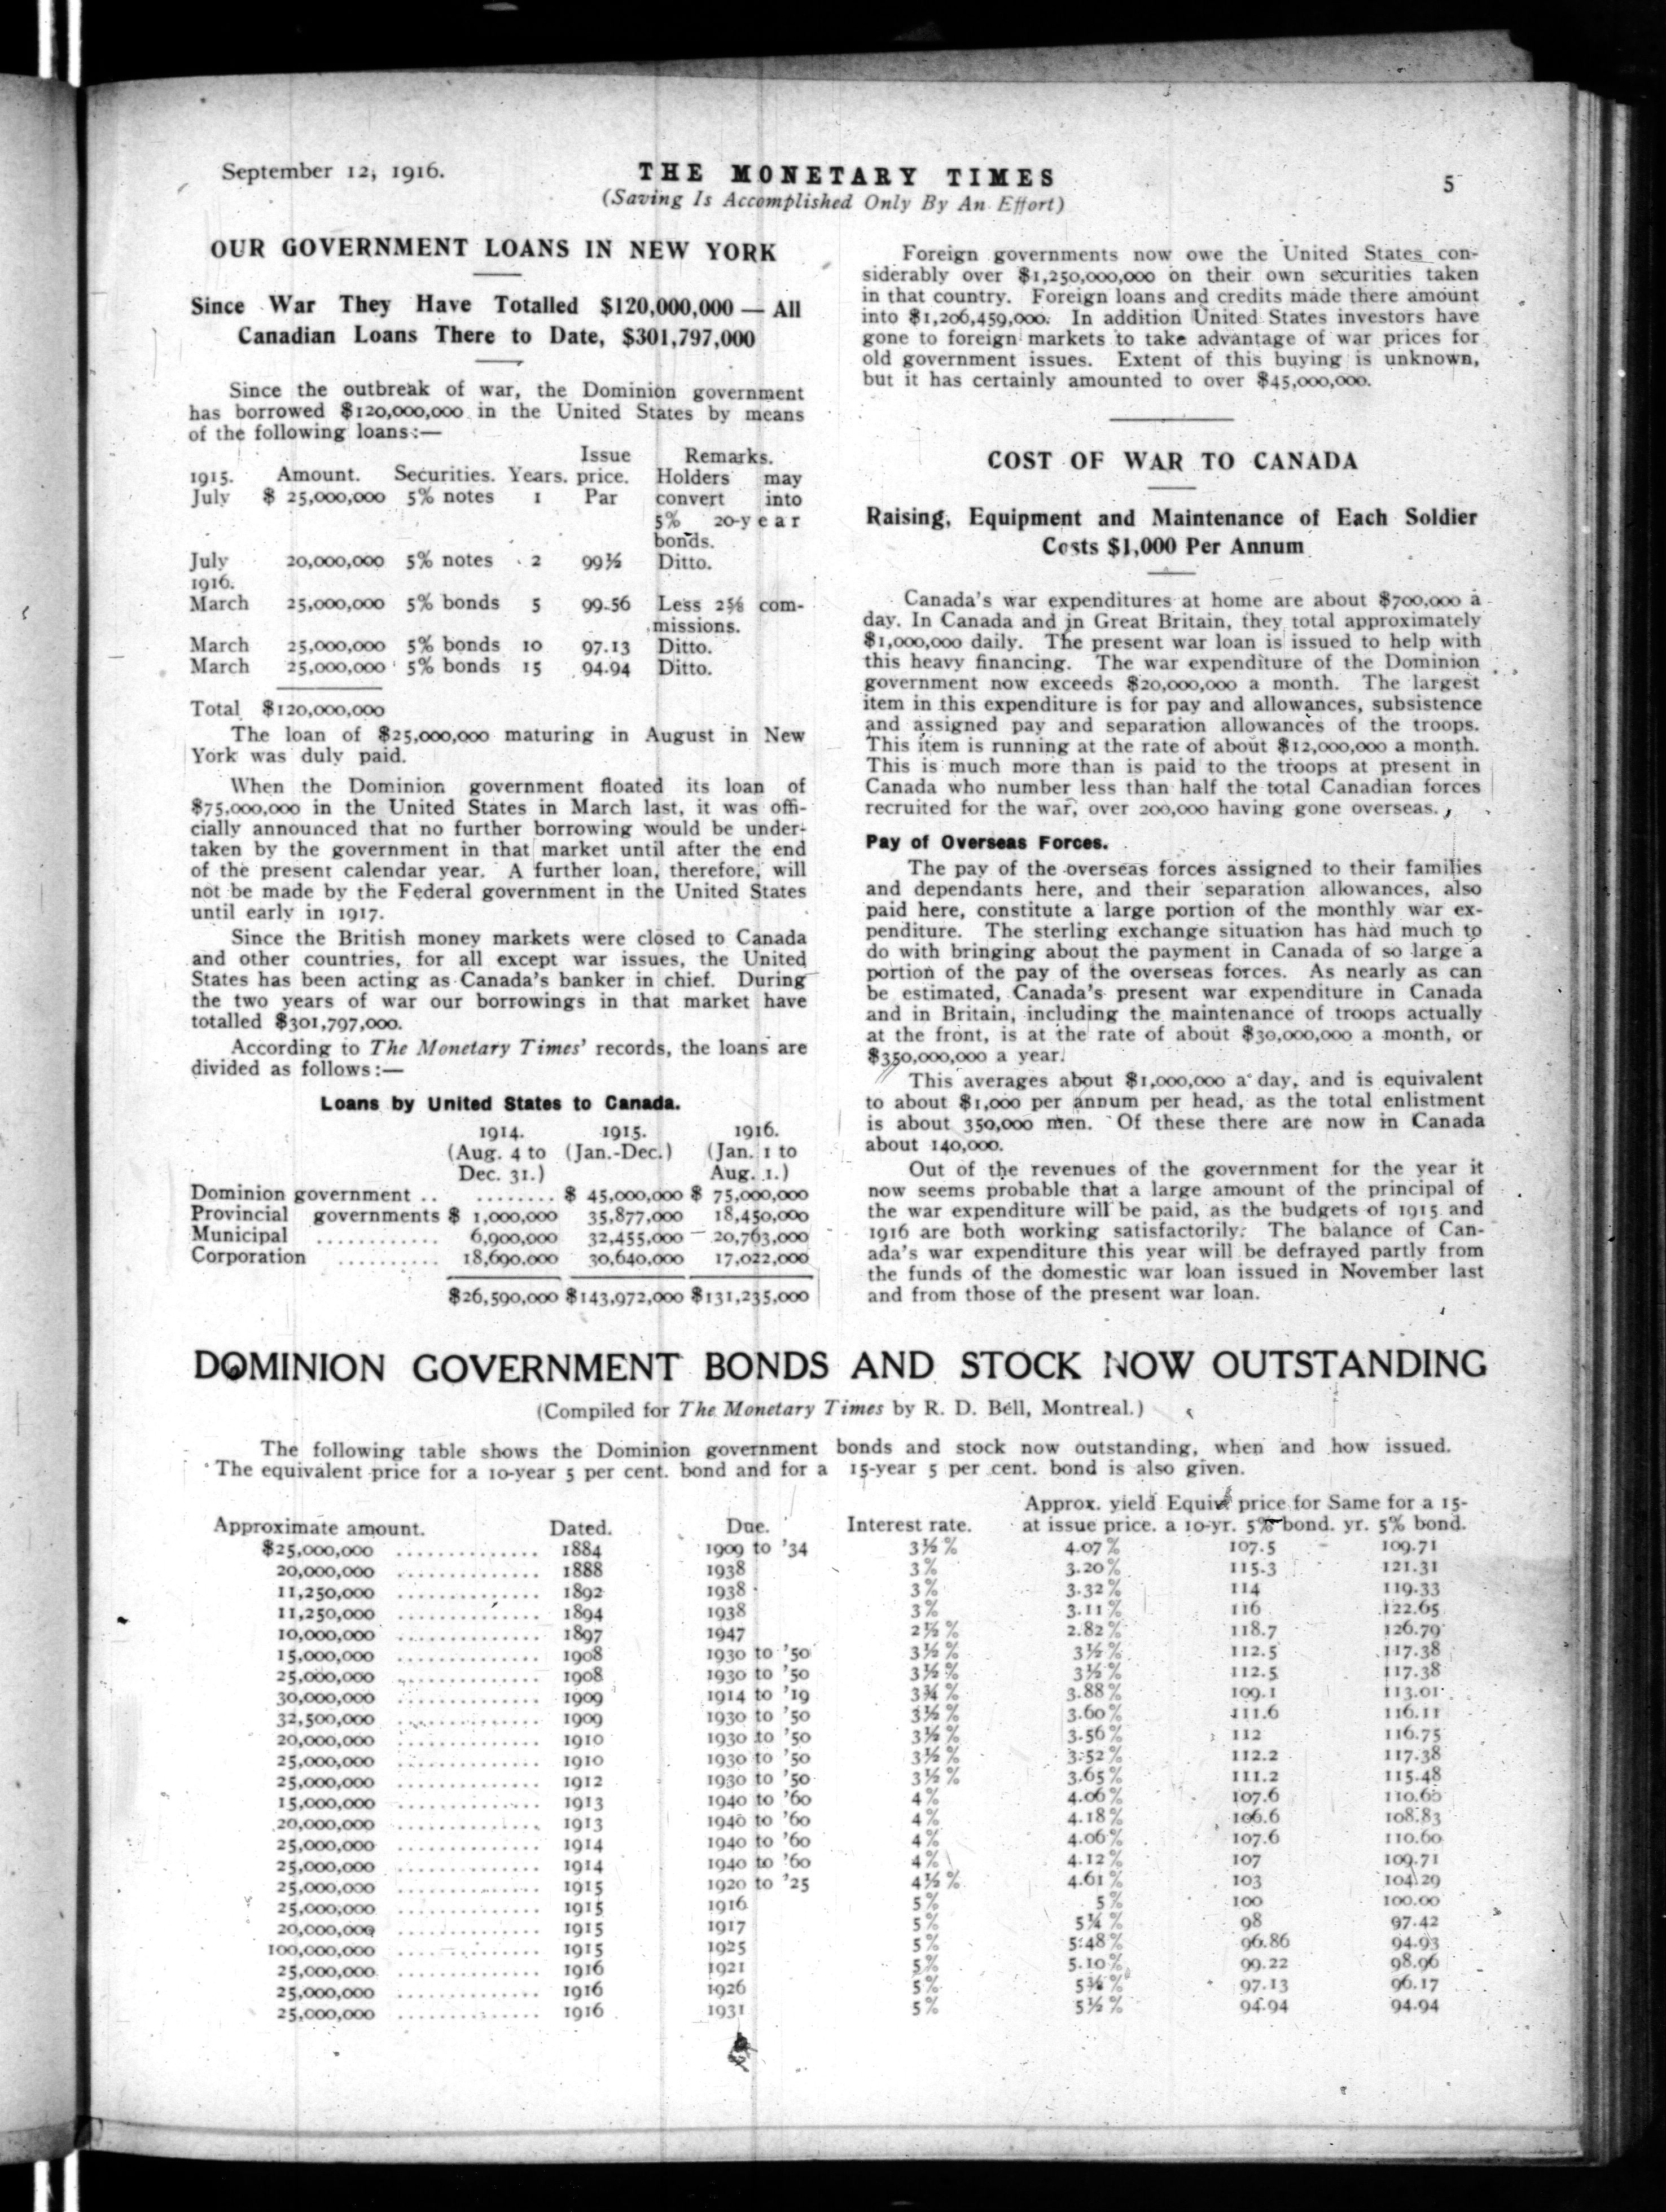 September 12, 1916.
THE MONETARY TIMES
5
(Saving Is Accomplished Only By An Effort)
OUR GOVERNMENT LOANS IN NEW YORK
Since War They Have Totalled $120,000,000 — All
Canadian Loans There to Date, $301,797,000
Since the outbreak of war, the Dominion government
has borrowed $120,000,000 in the United States by means
of the following loans:—
Issue Remarks.
1915. Amount. Securities. Years. price. Holders may
July $ 25,000,000 5% notes 1 Par convert into
5% 20-year
bonds.
July 20,000,000 5% notes 2 99½ Ditto.
1916.
March 25,000,000 5% bonds 5 99.56 Less 2⅝ com-
missions.
March 25,000,000 5% bonds 10 97.13 Ditto.
March 25,000,000 5% bonds 15 94.94 Ditto.
Total $120,000,000
The loan of $25,000,000 maturing in August in New
York was duly paid.
When the Dominion government floated its loan of
$75,000,000 in the United States in March last, it was offi-
cially announced that no further borrowing would be under-
taken by the government in that market until after the end
of the present calendar year. A further loan, therefore, will
not be made by the Federal government in the United States
until early in 1917.
Since the British money markets were closed to Canada
and other countries, for all except war issues, the United
States has been acting as Canada's banker in chief. During
the two years of war our borrowings in that market have
totalled $301,797,000.
According to The Monetary Times' records, the loans are
divided as follows:—
Loans by United States to Canada.
1914. 1915. 1916.
(Aug. 4 to (Jan.-Dec.) (Jan. 1 to
Dec. 31.) Aug. 1.)
Dominion government .. ........ $ 45,000,000 $ 75,000,000
Provincial governments $ 1,000,000 35,877,000 18,450,000
Municipal ............ 6,900,000 32,455,000 20,763,000
Corporation .......... 18,690,000 30,640,000 17,022,000
$26,590,000 $143,972,000 $131,235,000
Foreign governments now owe the United States con-
siderably over $1,250,000,000 on their own securities taken
in that country. Foreign loans and credits made there amount
into $1,206,459,000. In addition United States investors have
gone to foreign markets to take advantage of war prices for
old government issues. Extent of this buying is unknown,
but it has certainly amounted to over $45,000,000.
COST OF WAR TO CANADA
Raising, Equipment and Maintenance of Each Soldier
Costs $1,000 Per Annum
Canada's war expenditures at home are about $700,000 a
day. In Canada and in Great Britain, they total approximately
$1,000,000 daily. The present war loan is issued to help with
this heavy financing. The war expenditure of the Dominion
government now exceeds $20,000,000 a month. The largest
item in this expenditure is for pay and allowances, subsistence
and assigned pay and separation allowances of the troops.
This item is running at the rate of about $12,000,000 a month.
This is much more than is paid to the troops at present in
Canada who number less than half the total Canadian forces
recruited for the war, over 200,000 having gone overseas.
Pay of Overseas Forces.
The pay of the overseas forces assigned to their families
and dependants here, and their separation allowances, also
paid here, constitute a large portion of the monthly war ex-
penditure. The sterling exchange situation has had much to
do with bringing about the payment in Canada of so large a
portion of the pay of the overseas forces. As nearly as can
be estimated, Canada's present war expenditure in Canada
and in Britain, including the maintenance of troops actually
at the front, is at the rate of about $30,000,000 a month, or
$350,000,000 a year.
This averages about $1,000,000 a day, and is equivalent
to about $1,000 per annum per head, as the total enlistment
is about 350,000 men. Of these there are now in Canada
about 140,000.
Out of the revenues of the government for the year it
now seems probable that a large amount of the principal of
the war expenditure will be paid, as the budgets of 1915 and
1916 are both working satisfactorily. The balance of Can-
ada's war expenditure this year will be defrayed partly from
the funds of the domestic war loan issued in November last
and from those of the present war loan.
DOMINION GOVERNMENT BONDS AND STOCK NOW OUTSTANDING
(Compiled for The Monetary Times by R. D. Bell, Montreal.)
The following table shows the Dominion government bonds and stock now outstanding, when and how issued.
The equivalent price for a 10-year 5 per cent. bond and for a 15-year 5 per cent. bond is also given.
Approx. yield Equiv. price for Same for a 15-
Approximate amount. Dated. Due. Interest rate. at issue price. a 10-yr. 5% bond. yr. 5% bond.
$25,000,000 .............. 1884 1909 to '34 3½% 4.07% 107.5 109.71
20,000,000 .............. 1888 1938 3% 3.20% 115.3 121.31
11,250,000 .............. 1892 1938 3% 3.32% 114 119.33
11,250,000 .............. 1894 1938 3% 3.11% 116 122.65
10,000,000 .............. 1897 1947 2½% 2.82% 118.7 126.79
15,000,000 .............. 1908 1930 to '50 3½% 3½% 112.5 117.38
25,000,000 .............. 1908 1930 to '50 3½% 3½% 112.5 117.38
30,000,000 .............. 1909 1914 to '19 3¾% 3.88% 109.1 113.01
32,500,000 .............. 1909 1930 to '50 3½% 3.60% 111.6 116.11
20,000,000 .............. 1910 1930 to '50 3½% 3.56% 112 116.75
25,000,000 .............. 1910 1930 to '50 3½% 3.52% 112.2 117.38
25,000,000 .............. 1912 1930 to '50 3½% 3.65% 111.2 115.48
15,000,000 .............. 1913 1940 to '60 4% 4.06% 107.6 110.60
20,000,000 .............. 1913 1940 to '60 4% 4.18% 106.6 108.83
25,000,000 .............. 1914 1940 to '60 4% 4.06% 107.6 110.60
25,000,000 .............. 1914 1940 to '60 4% 4.12% 107 109.71
25,000,000 .............. 1915 1920 to '25 4½% 4.61% 103 104.29
25,000,000 .............. 1915 1916 5% 5% 100 100.00
20,000,000 .............. 1915 1917 5% 5¼% 98 97.42
100,000,000 .............. 1915 1925 5% 5.48% 96.86 94.93
25,000,000 .............. 1916 1921 5% 5.10% 99.22 98.96
25,000,000 .............. 1916 1926 5% 5⅜% 97.13 96.17
25,000,000 .............. 1916 1931 5% 5½% 94.94 94.94